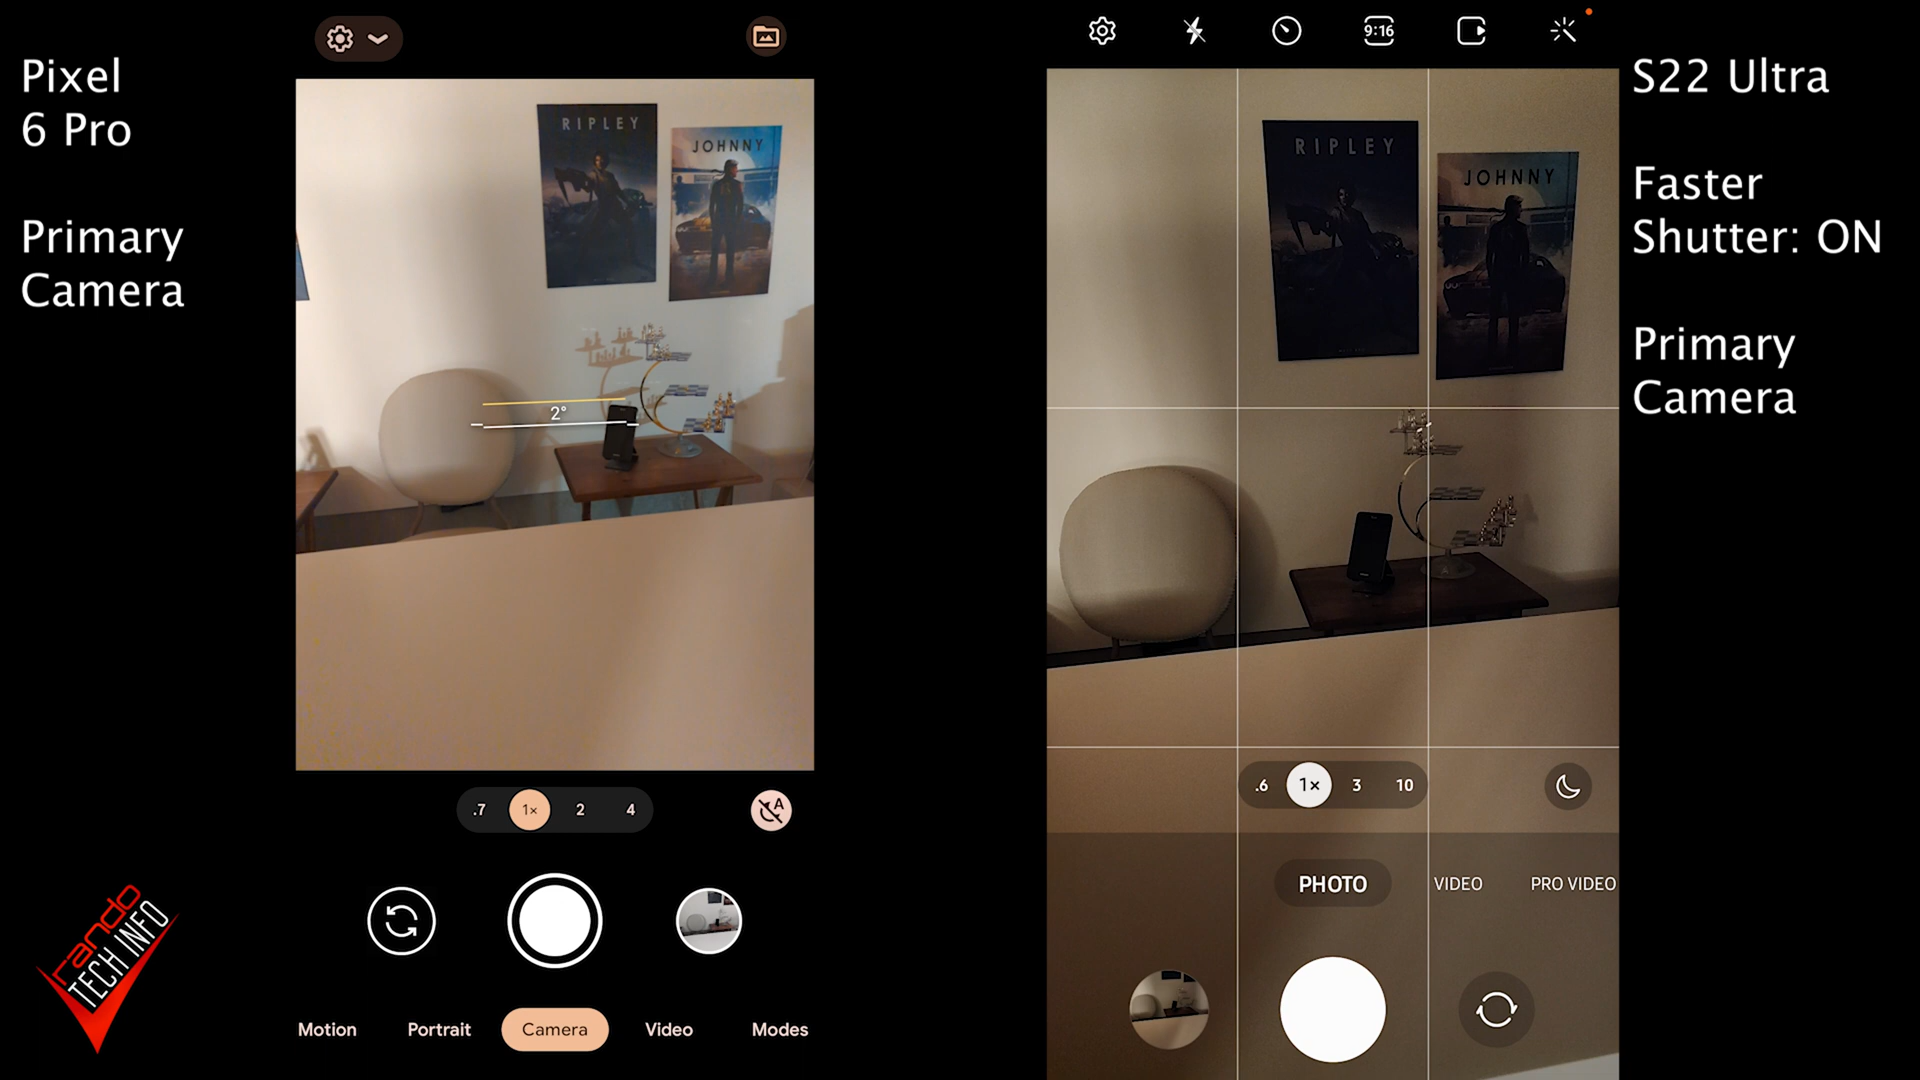 Pixel
6 Pro
Primary
Camera
RIPLEY
JOHNNY
2°
.7 1× 2 4
A
Motion Portrait Camera Video Modes
rando
TECH INFO
9:16
RIPLEY
JOHNNY
.6 1× 3 10
PHOTO VIDEO PRO VIDEO
S22 Ultra
Faster
Shutter: ON
Primary
Camera